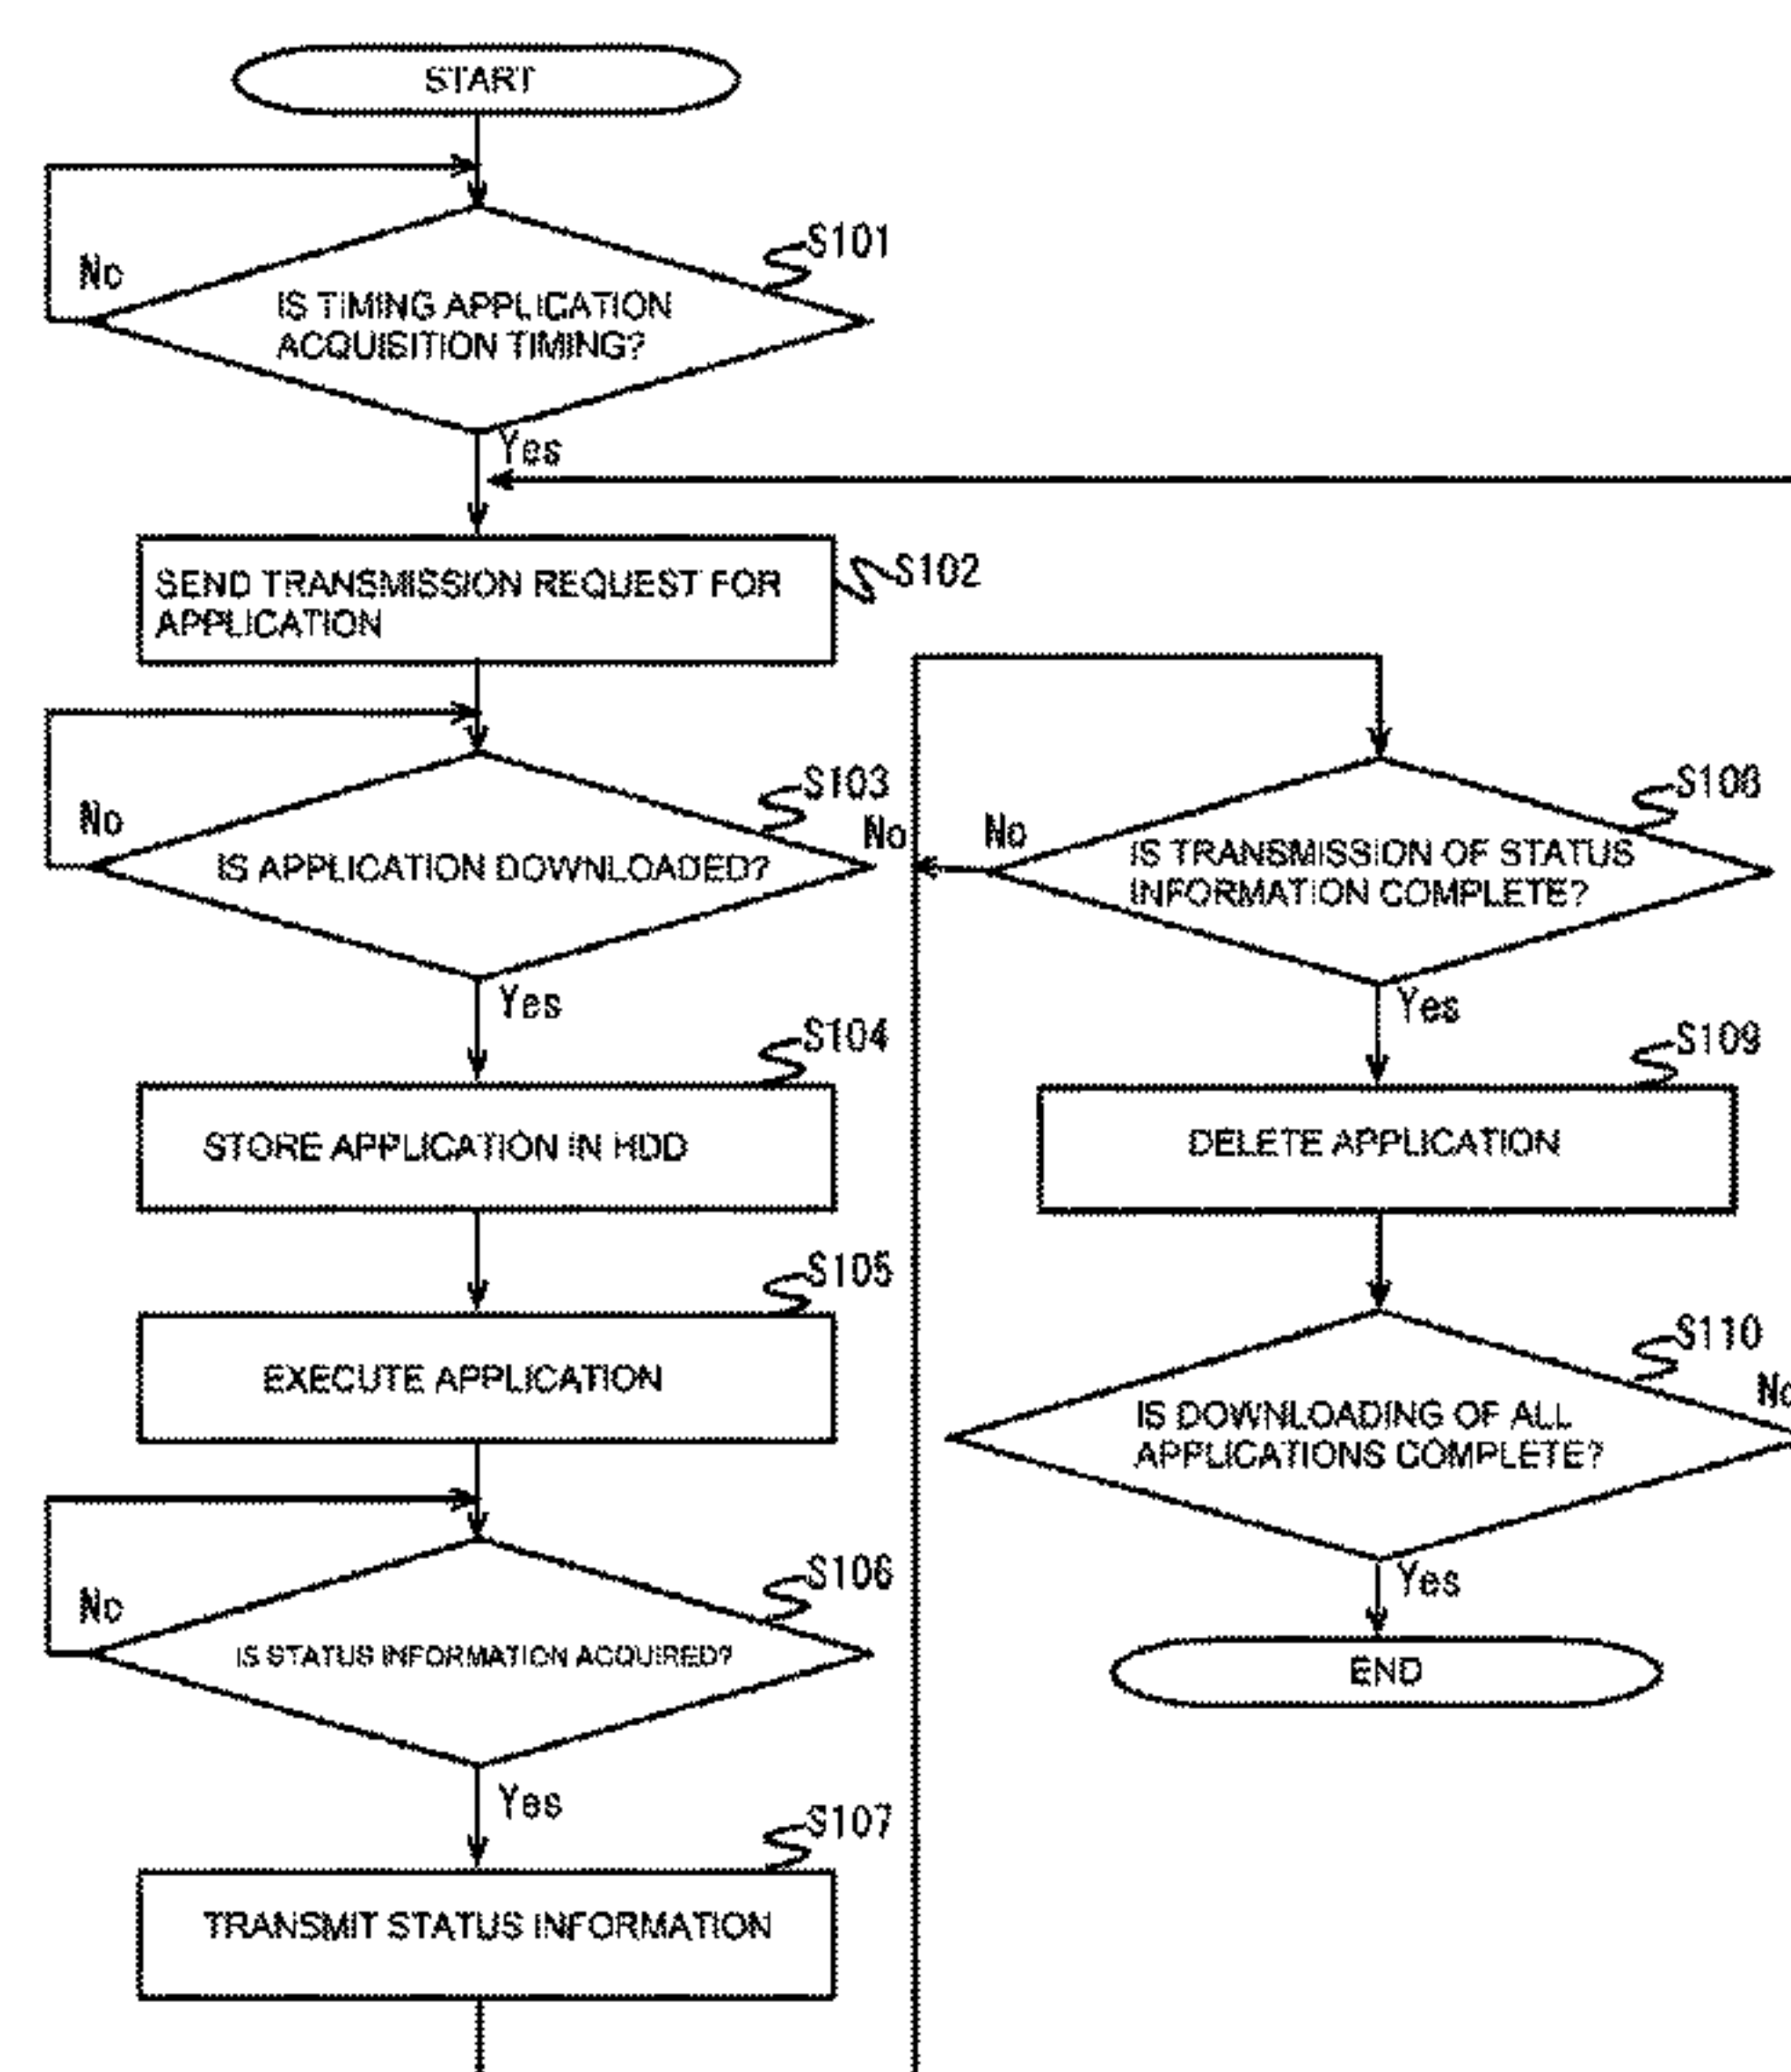 START
S101
No
IS TIMING APPLICATION
ACQUISITION TIMING?
Yes
SEND TRANSMISSION REQUEST FOR
APPLICATION
S102
S103
No
No
IS APPLICATION DOWNLOADED?
Yes
S104
STORE APPLICATION IN HDD
S105
EXECUTE APPLICATION
S106
No
IS STATUS INFORMATION ACQUIRED?
Yes
S107
TRANSMIT STATUS INFORMATION
S108
No
IS TRANSMISSION OF STATUS
INFORMATION COMPLETE?
Yes
S109
DELETE APPLICATION
S110
No
IS DOWNLOADING OF ALL
APPLICATIONS COMPLETE?
Yes
END